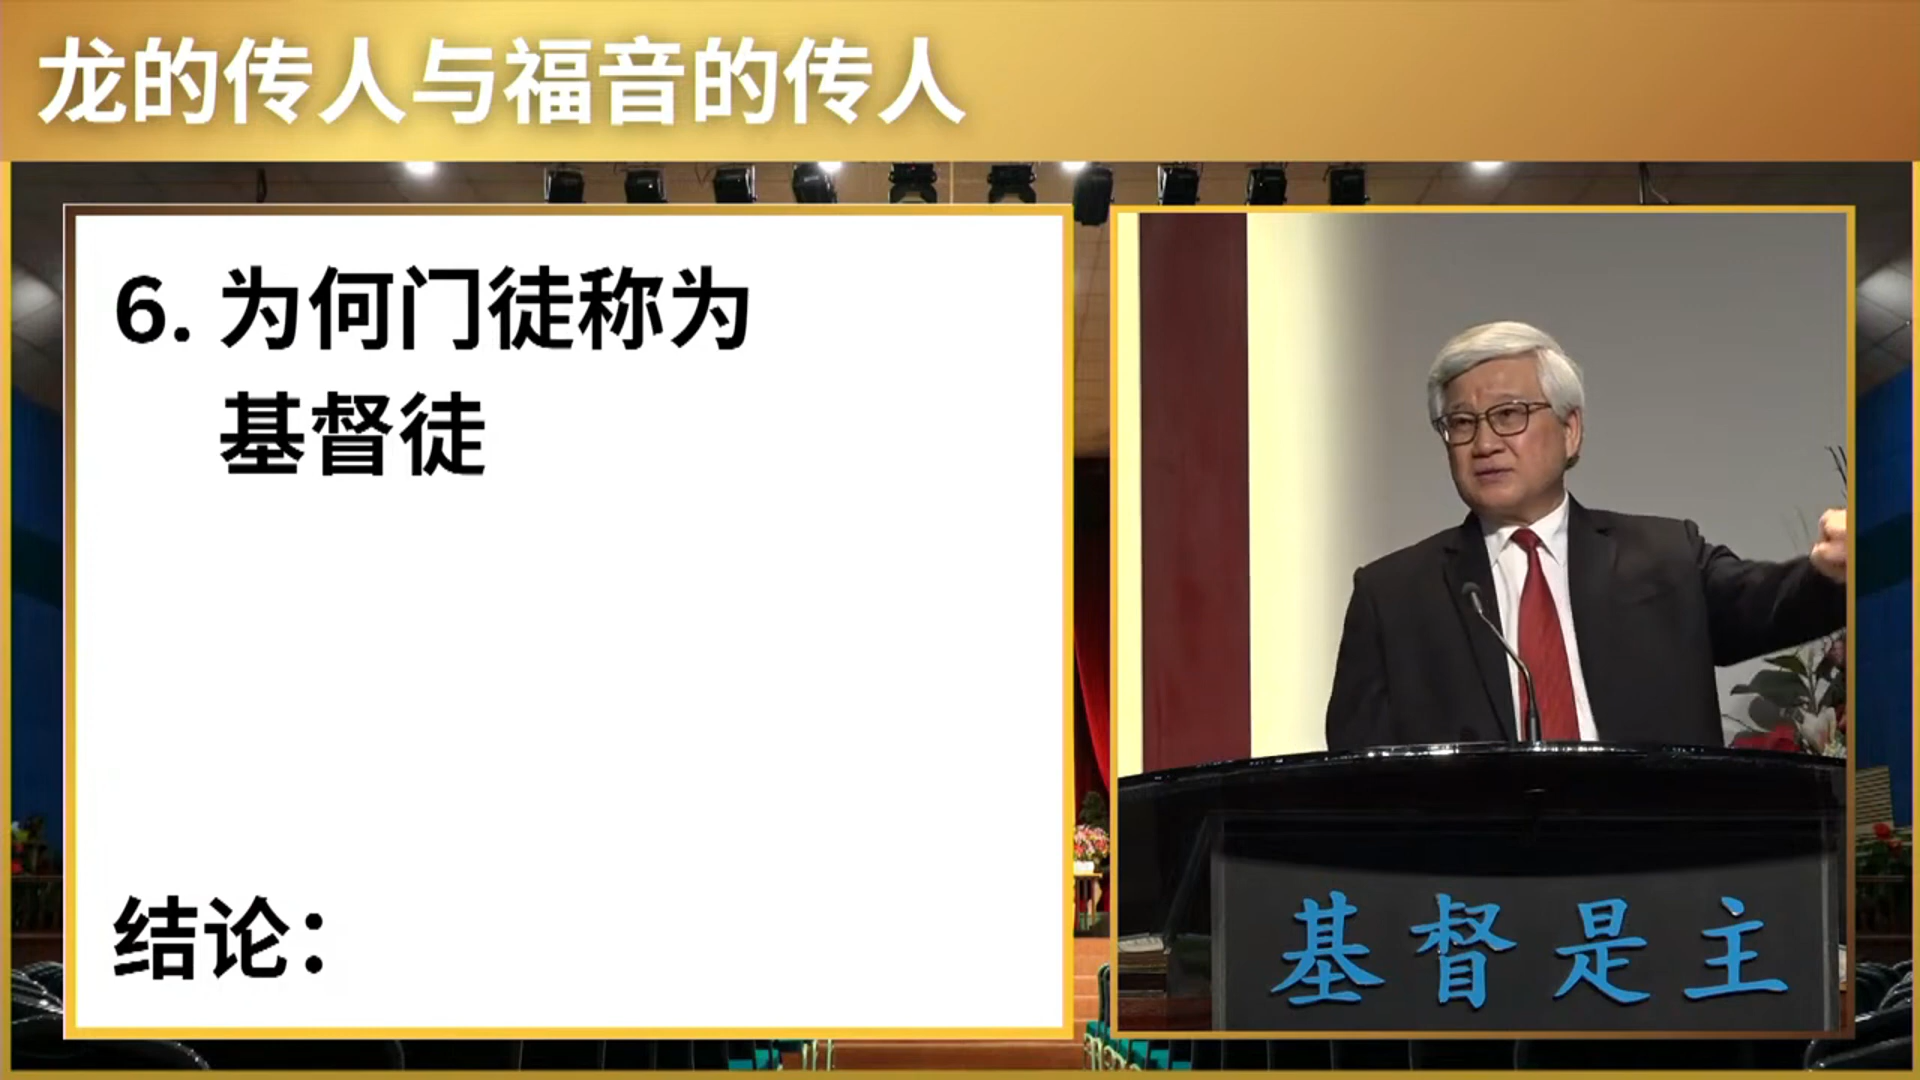 龙的传人与福音的传人
6. 为何门徒称为
基督徒
结论：
基督是主